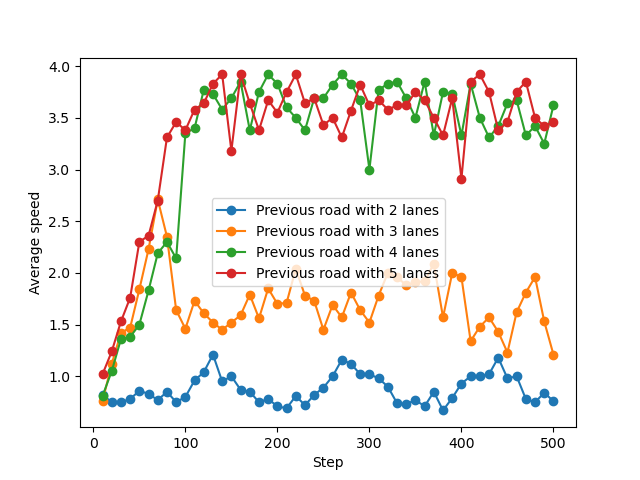 4.0
3.5
3.0
2.5
2.0
1.5
1.0
Average speed
Previous road with 2 lanes
Previous road with 3 lanes
Previous road with 4 lanes
Previous road with 5 lanes
0 100 200 300 400 500
Step